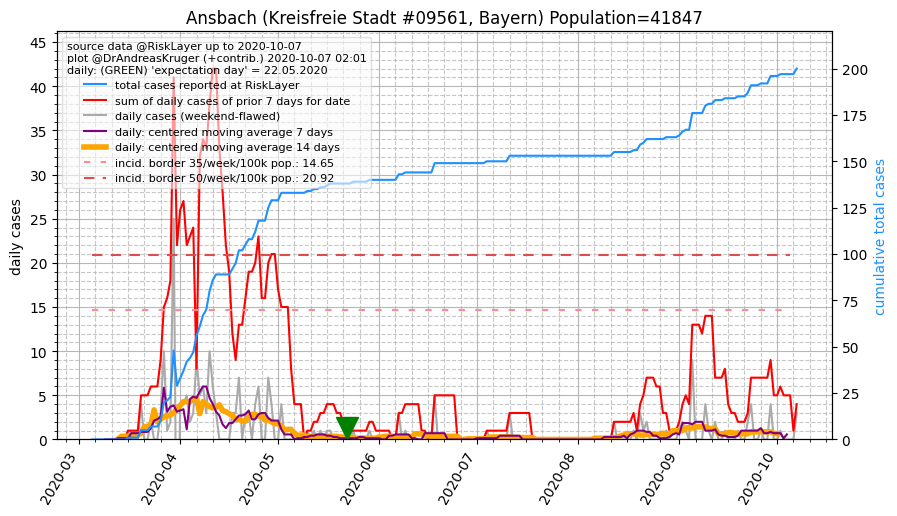 Ansbach (Kreisfreie Stadt #09561, Bayern) Population=41847
source data @RiskLayer up to 2020-10-07
plot @DrAndreasKruger (+contrib.) 2020-10-07 02:01
daily: (GREEN) 'expectation day' = 22.05.2020
total cases reported at RiskLayer
sum of daily cases of prior 7 days for date
daily cases (weekend-flawed)
daily: centered moving average 7 days
daily: centered moving average 14 days
incid. border 35/week/100k pop.: 14.65
incid. border 50/week/100k pop.: 20.92
daily cases
45
40
35
30
25
20
15
10
5
0
200
175
150
125
100
75
50
25
0
cumulative total cases
2020-03
2020-04
2020-05
2020-06
2020-07
2020-08
2020-09
2020-10